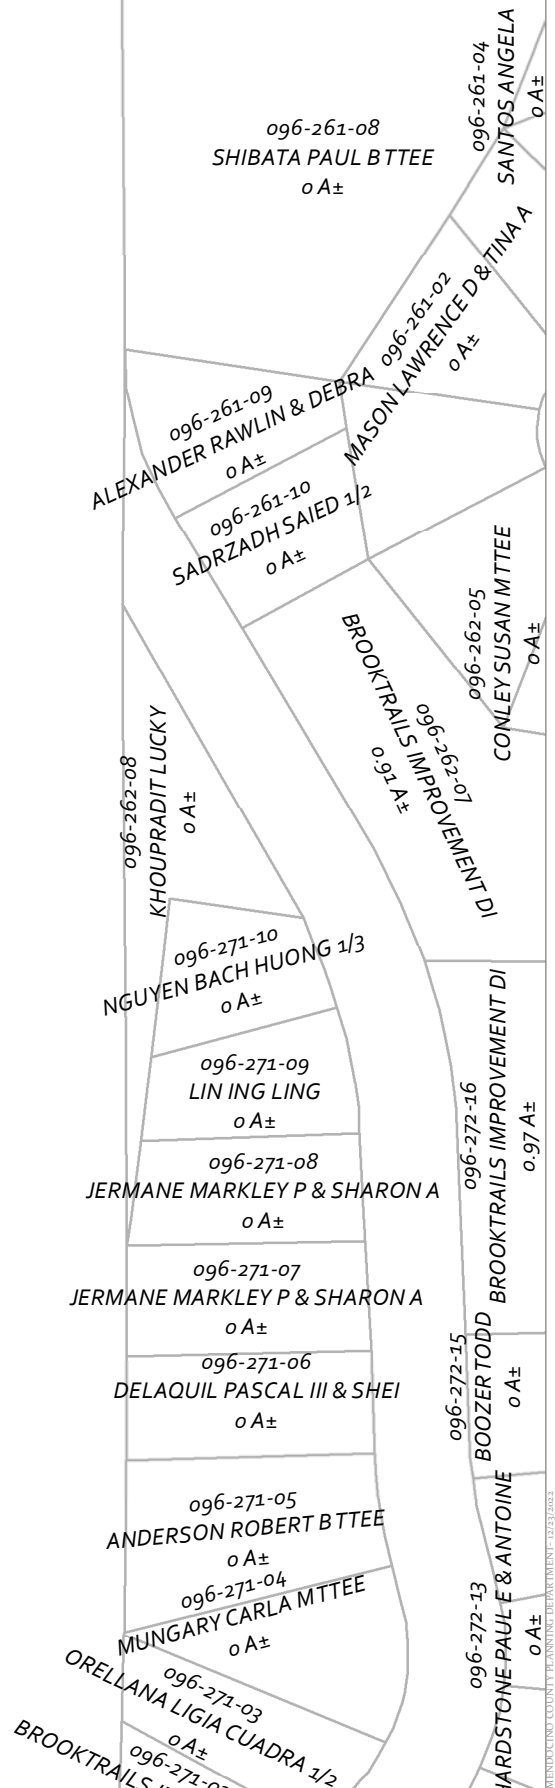 096-261-04
SANTOS ANGELA
0 A±
096-261-08
SHIBATA PAUL B TTEE
0 A±
096-261-02
MASON LAWRENCE D & TINA A
0 A±
096-261-09
ALEXANDER RAWLIN & DEBRA
0 A±
096-261-10
SADRZADH SAIED 1/2
0 A±
096-262-05
CONLEY SUSAN M TTEE
0 A±
096-262-07
BROOKTRAILS IMPROVEMENT DI
0.91 A±
096-262-08
KHOUPRADIT LUCKY
0 A±
096-271-10
NGUYEN BACH HUONG 1/3
0 A±
096-271-09
LIN ING LING
0 A±
096-272-16
BROOKTRAILS IMPROVEMENT DI
0.97 A±
096-271-08
JERMANE MARKLEY P & SHARON A
0 A±
096-271-07
JERMANE MARKLEY P & SHARON A
0 A±
096-271-06
DELAQUIL PASCAL III & SHEI
0 A±
096-272-15
BOOZER TODD
0 A±
096-271-05
ANDERSON ROBERT B TTEE
0 A±
096-271-04
MUNGARY CARLA M TTEE
0 A±
096-272-13
HARDSTONE PAUL E & ANTOINE
0 A±
096-271-03
ORELLANA LIGIA CUADRA 1/2
0 A±
BROOKTRAILS
MENDOCINO COUNTY PLANNING DEPARTMENT- 12/23/2022